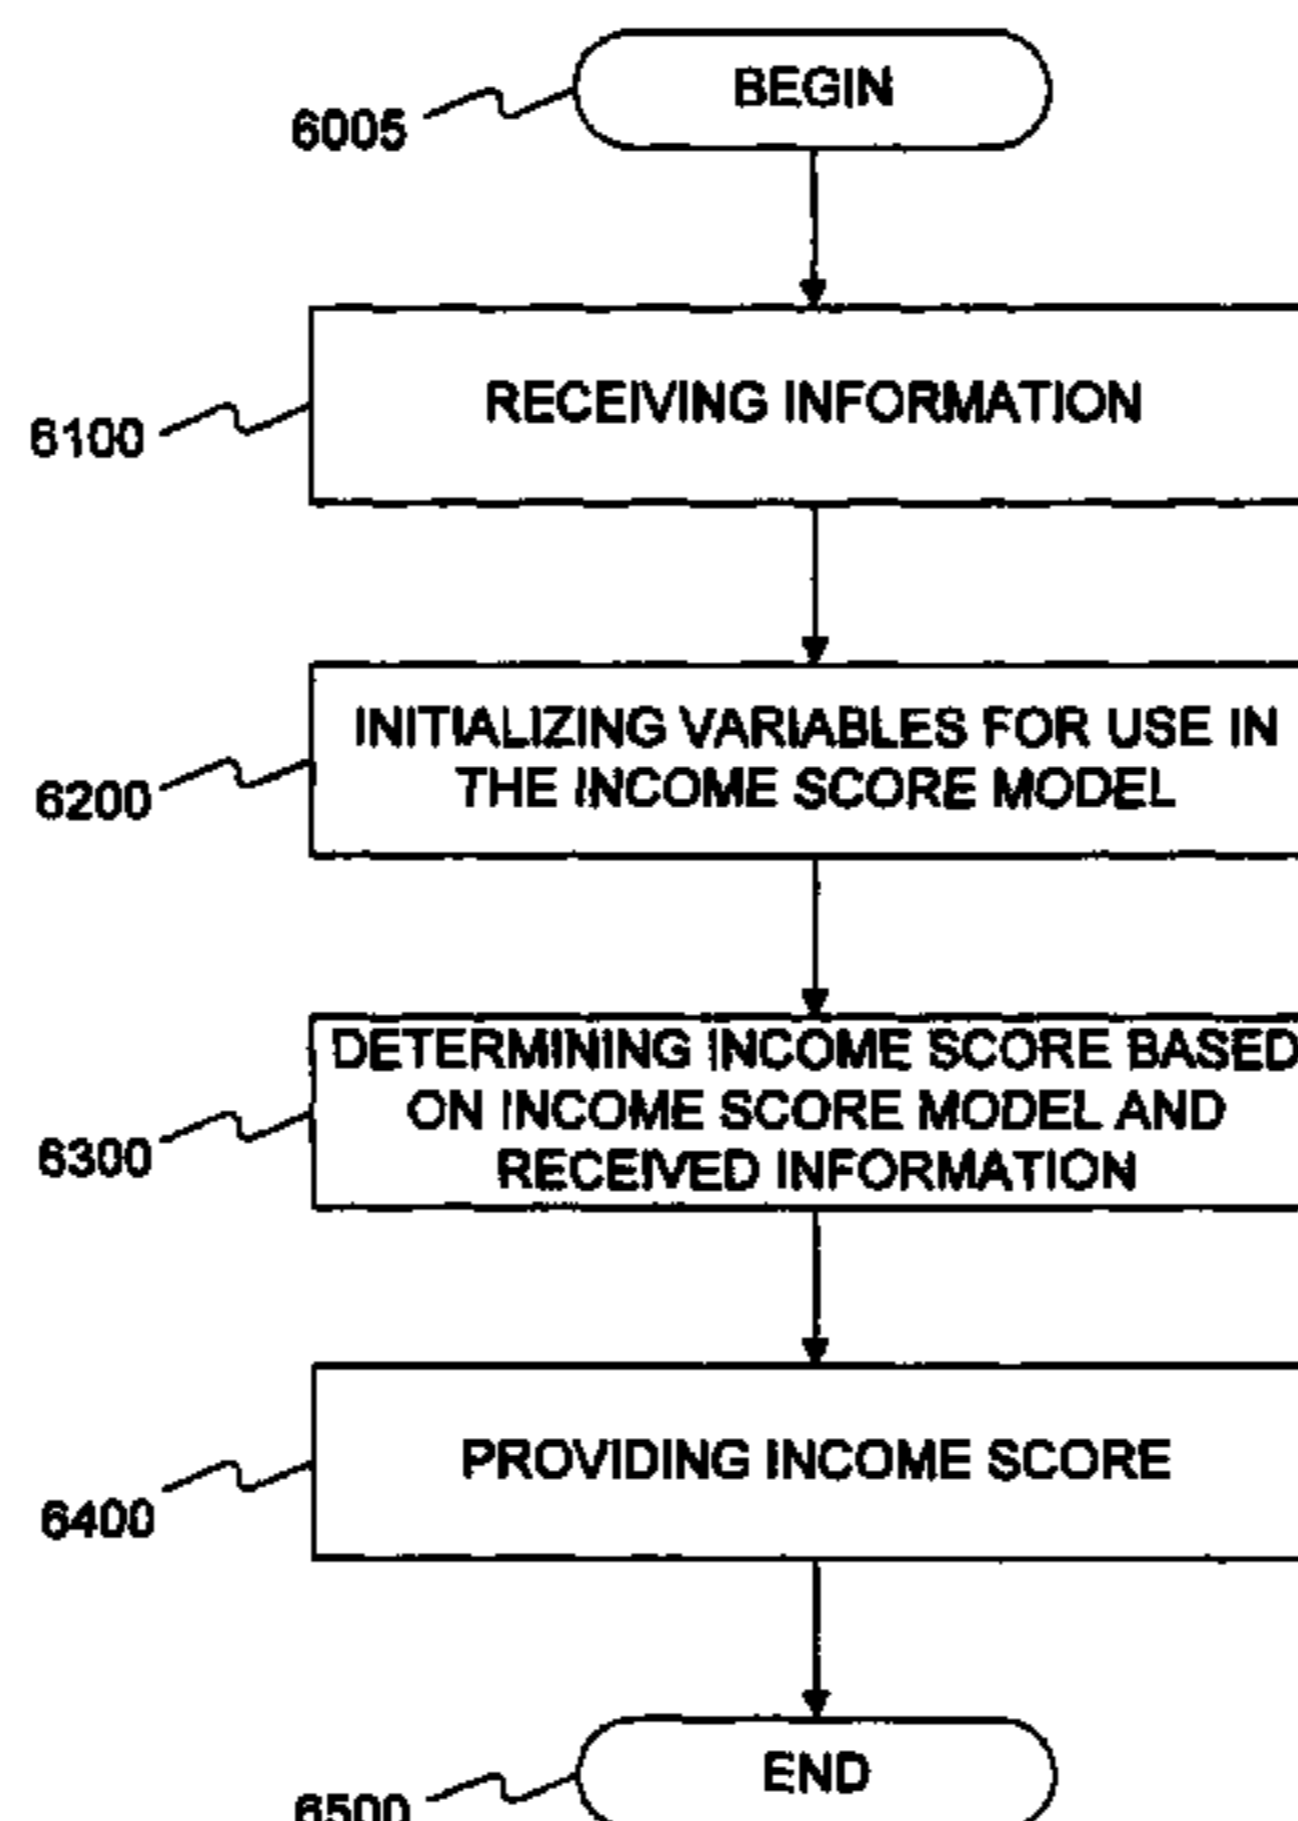 BEGIN
6005
RECEIVING INFORMATION
6100
INITIALIZING VARIABLES FOR USE IN
THE INCOME SCORE MODEL
6200
DETERMINING INCOME SCORE BASED
ON INCOME SCORE MODEL AND
RECEIVED INFORMATION
6300
PROVIDING INCOME SCORE
6400
END
6500